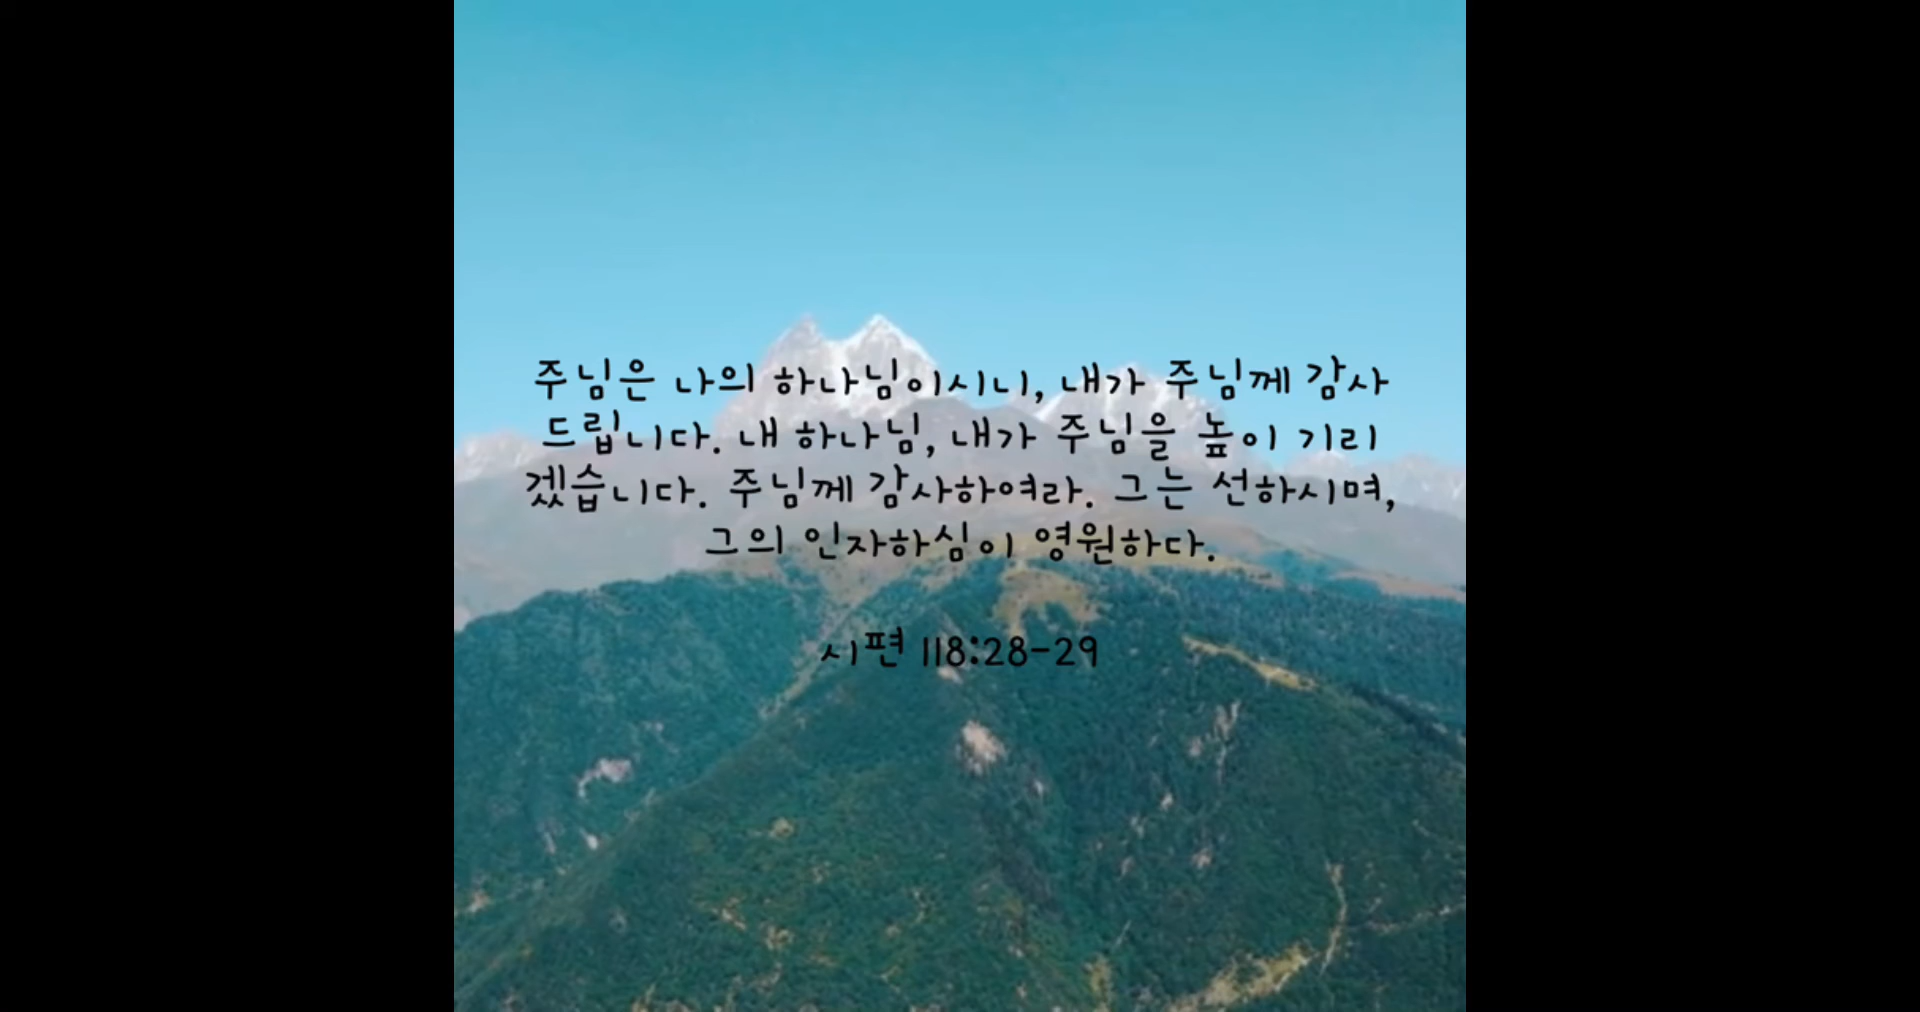 주님은 나의 하나님이시니, 내가 주님께 감사
드립니다. 내 하나님, 내가 주님을 높이 기리
겠습니다. 주님께 감사하여라. 그는 선하시며,
그의 인자하심이 영원하다.
시편 118:28-29